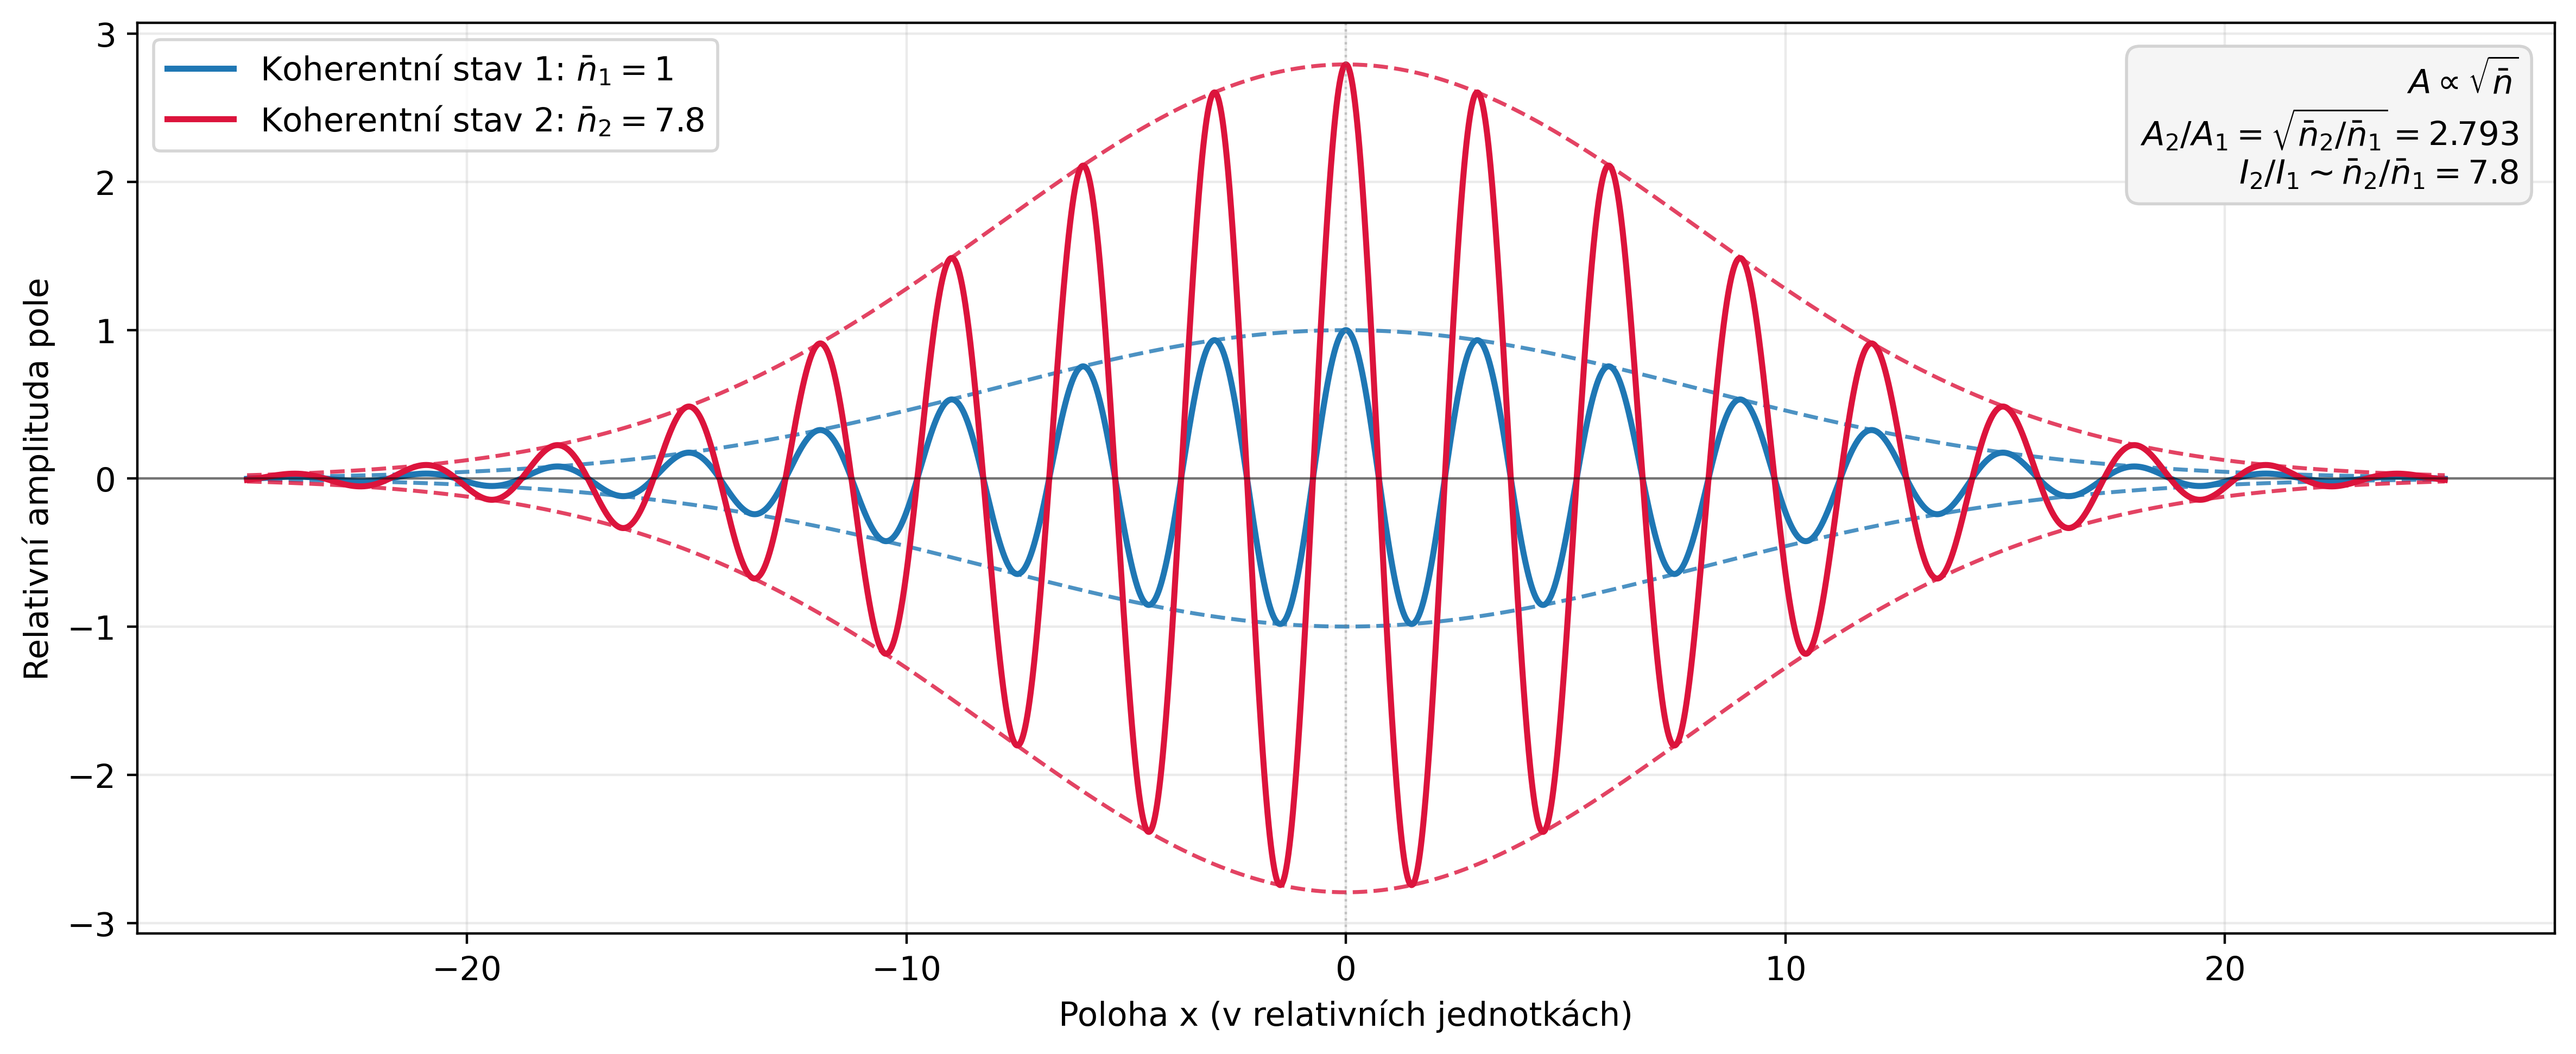 Koherentní stav 1: n̄₁ = 1
Koherentní stav 2: n̄₂ = 7.8
A ∝ √n̄
A₂/A₁ = √n̄₂/n̄₁ = 2.793
I₂/I₁ ~ n̄₂/n̄₁ = 7.8
Relativní amplituda pole
3
2
1
0
−1
−2
−3
−20
−10
0
10
20
Poloha x (v relativních jednotkách)